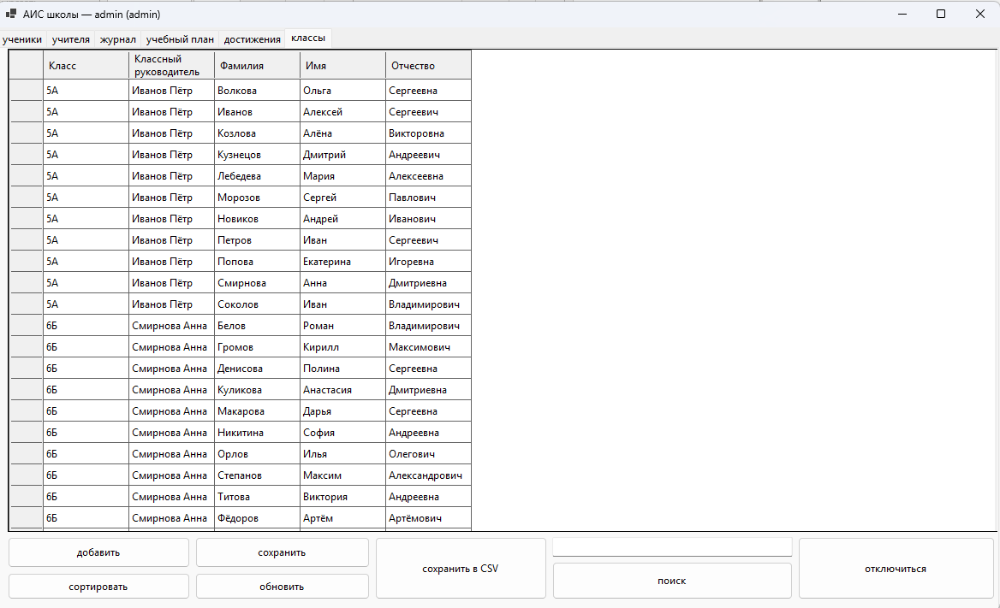 АИС школы — admin (admin)
ученики учителя журнал учебный план достижения классы
Класс Классный руководитель Фамилия Имя Отчество
5А Иванов Пётр Волкова Ольга Сергеевна
5А Иванов Пётр Иванов Алексей Сергеевич
5А Иванов Пётр Козлова Алёна Викторовна
5А Иванов Пётр Кузнецов Дмитрий Андреевич
5А Иванов Пётр Лебедева Мария Алексеевна
5А Иванов Пётр Морозов Сергей Павлович
5А Иванов Пётр Новиков Андрей Иванович
5А Иванов Пётр Петров Иван Сергеевич
5А Иванов Пётр Попова Екатерина Игоревна
5А Иванов Пётр Смирнова Анна Дмитриевна
5А Иванов Пётр Соколов Иван Владимирович
6Б Смирнова Анна Белов Роман Владимирович
6Б Смирнова Анна Громов Кирилл Максимович
6Б Смирнова Анна Денисова Полина Сергеевна
6Б Смирнова Анна Куликова Анастасия Дмитриевна
6Б Смирнова Анна Макарова Дарья Сергеевна
6Б Смирнова Анна Никитина София Андреевна
6Б Смирнова Анна Орлов Илья Олегович
6Б Смирнова Анна Степанов Максим Александрович
6Б Смирнова Анна Титова Виктория Андреевна
6Б Смирнова Анна Фёдоров Артём Артёмович
добавить сохранить
сохранить в CSV отключиться
поиск
сортировать обновить